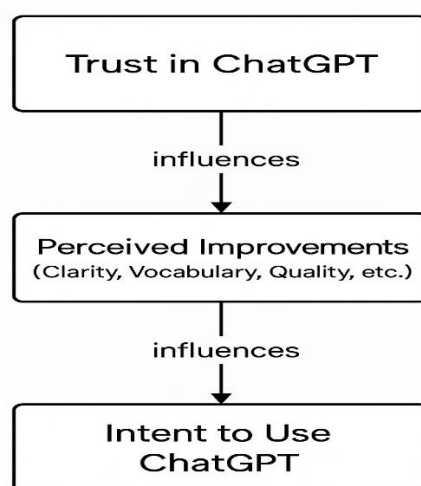 Trust in ChatGPT
influences
Perceived Improvements
(Clarity, Vocabulary, Quality, etc.)
influences
Intent to Use
ChatGPT